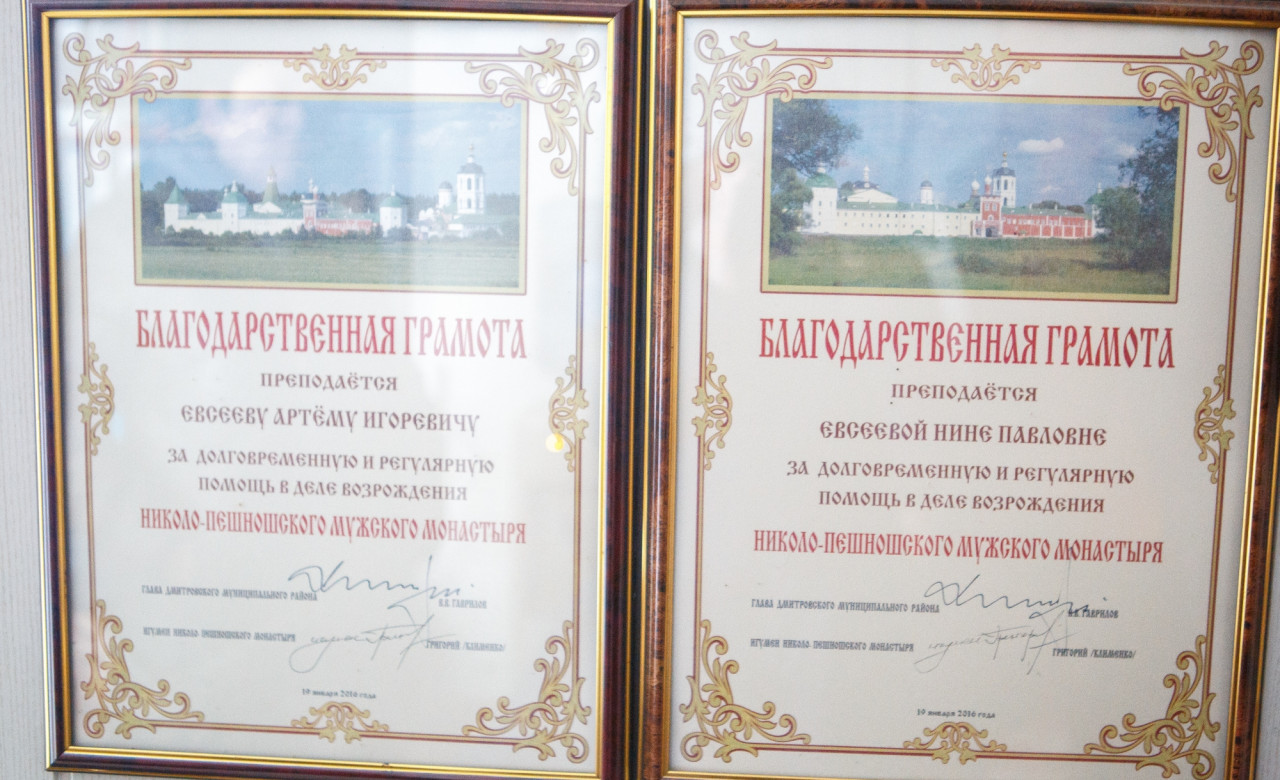 БЛАГОДАРСТВЕННАЯ ГРАМОТА
ПРЕПОДАЁТСЯ
ЕВСЕЕВУ АРТЁМУ ИГОРЕВИЧУ
ЗА ДОЛГОВРЕМЕННУЮ И РЕГУЛЯРНУЮ
ПОМОЩЬ В ДЕЛЕ ВОЗРОЖДЕНИЯ
НИКОЛО-ПЕШНОШСКОГО МУЖСКОГО МОНАСТЫРЯ
ГЛАВА ДМИТРОВСКОГО МУНИЦИПАЛЬНОГО РАЙОНА В.В. ГАВРИЛОВ
ИГУМЕН НИКОЛО-ПЕШНОШСКОГО МОНАСТЫРЯ ГРИГОРИЙ /КЛИМЕНКО/
19 января 2016 года
БЛАГОДАРСТВЕННАЯ ГРАМОТА
ПРЕПОДАЁТСЯ
ЕВСЕЕВОЙ НИНЕ ПАВЛОВНЕ
ЗА ДОЛГОВРЕМЕННУЮ И РЕГУЛЯРНУЮ
ПОМОЩЬ В ДЕЛЕ ВОЗРОЖДЕНИЯ
НИКОЛО-ПЕШНОШСКОГО МУЖСКОГО МОНАСТЫРЯ
ГЛАВА ДМИТРОВСКОГО МУНИЦИПАЛЬНОГО РАЙОНА В.В. ГАВРИЛОВ
ИГУМЕН НИКОЛО-ПЕШНОШСКОГО МОНАСТЫРЯ ГРИГОРИЙ /КЛИМЕНКО/
19 января 2016 года